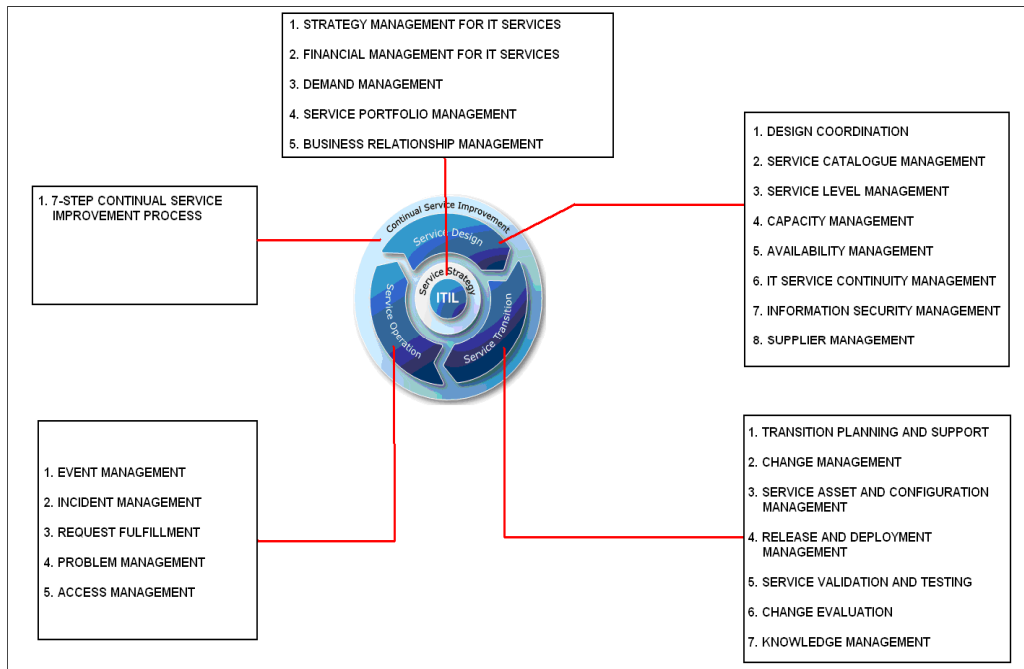 1. STRATEGY MANAGEMENT FOR IT SERVICES
2. FINANCIAL MANAGEMENT FOR IT SERVICES
3. DEMAND MANAGEMENT
4. SERVICE PORTFOLIO MANAGEMENT
5. BUSINESS RELATIONSHIP MANAGEMENT
1. 7-STEP CONTINUAL SERVICE
IMPROVEMENT PROCESS
Continual Service Improvement
Service Design
Service Strategy
ITIL
Service Operation
Service Transition
1. DESIGN COORDINATION
2. SERVICE CATALOGUE MANAGEMENT
3. SERVICE LEVEL MANAGEMENT
4. CAPACITY MANAGEMENT
5. AVAILABILITY MANAGEMENT
6. IT SERVICE CONTINUITY MANAGEMENT
7. INFORMATION SECURITY MANAGEMENT
8. SUPPLIER MANAGEMENT
1. EVENT MANAGEMENT
2. INCIDENT MANAGEMENT
3. REQUEST FULFILLMENT
4. PROBLEM MANAGEMENT
5. ACCESS MANAGEMENT
1. TRANSITION PLANNING AND SUPPORT
2. CHANGE MANAGEMENT
3. SERVICE ASSET AND CONFIGURATION
MANAGEMENT
4. RELEASE AND DEPLOYMENT
MANAGEMENT
5. SERVICE VALIDATION AND TESTING
6. CHANGE EVALUATION
7. KNOWLEDGE MANAGEMENT